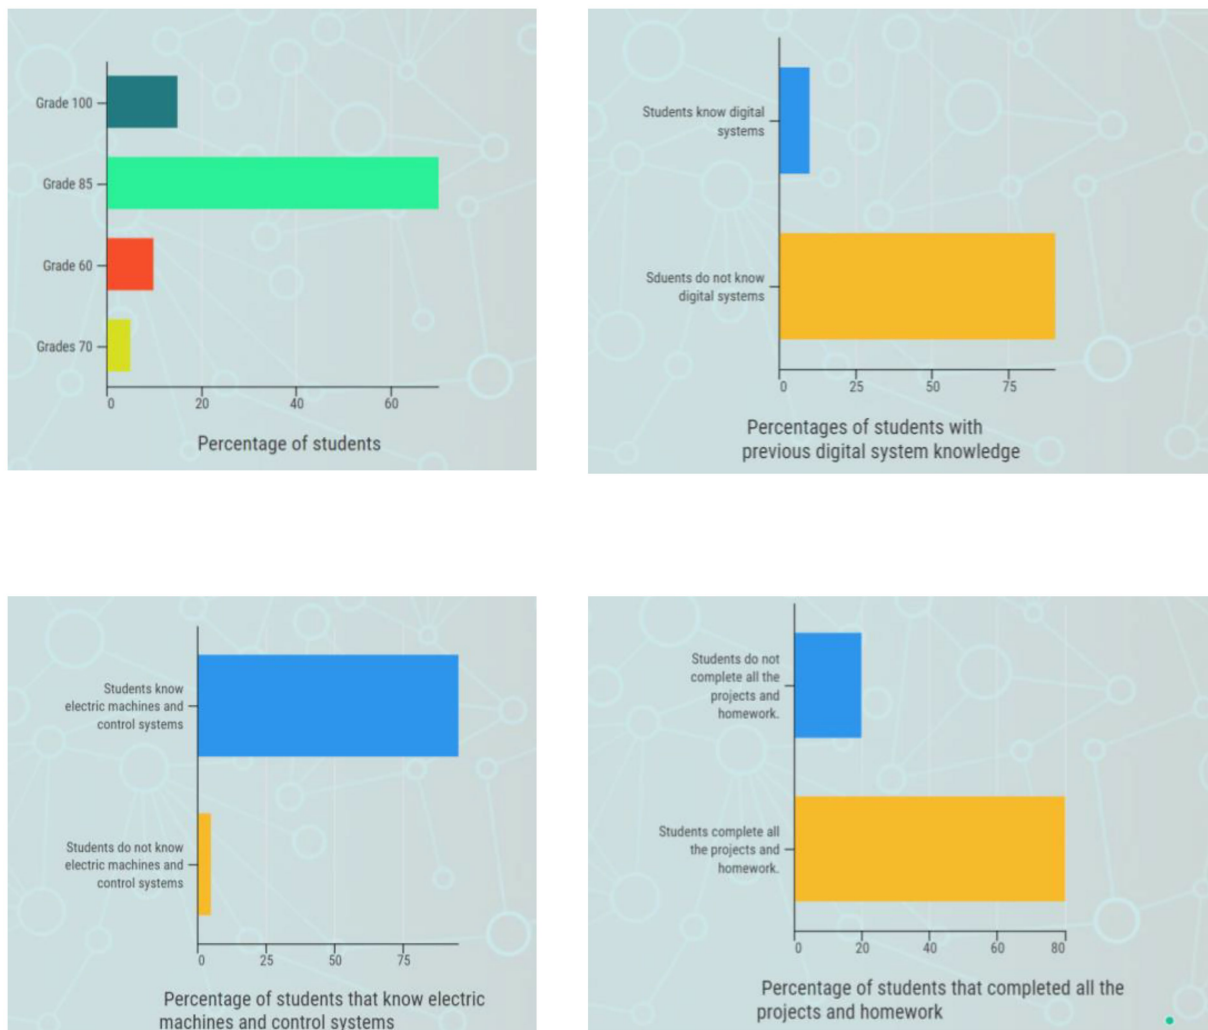 Grade 100
Grade 85
Grade 60
Grades 70
0 20 40 60
Percentage of students
Students know digital
systems
Sduents do not know
digital systems
0 25 50 75
Percentages of students with
previous digital system knowledge
Students know
electric machines and
control systems
Students do not know
electric machines and
control systems
0 25 50 75
Percentage of students that know electric
machines and control systems
Students do not
complete all the
projects and
homework.
Students complete all
the projects and
homework.
0 20 40 60 80
Percentage of students that completed all the
projects and homework